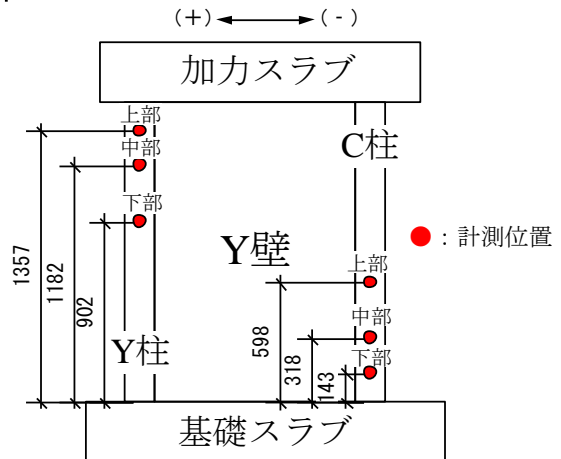 (+) (-)
加力スラブ
上部
中部
下部
C柱
Y壁
● : 計測位置
上部
中部
下部
1357
1182
902
598
318
143
Y柱
基礎スラブ